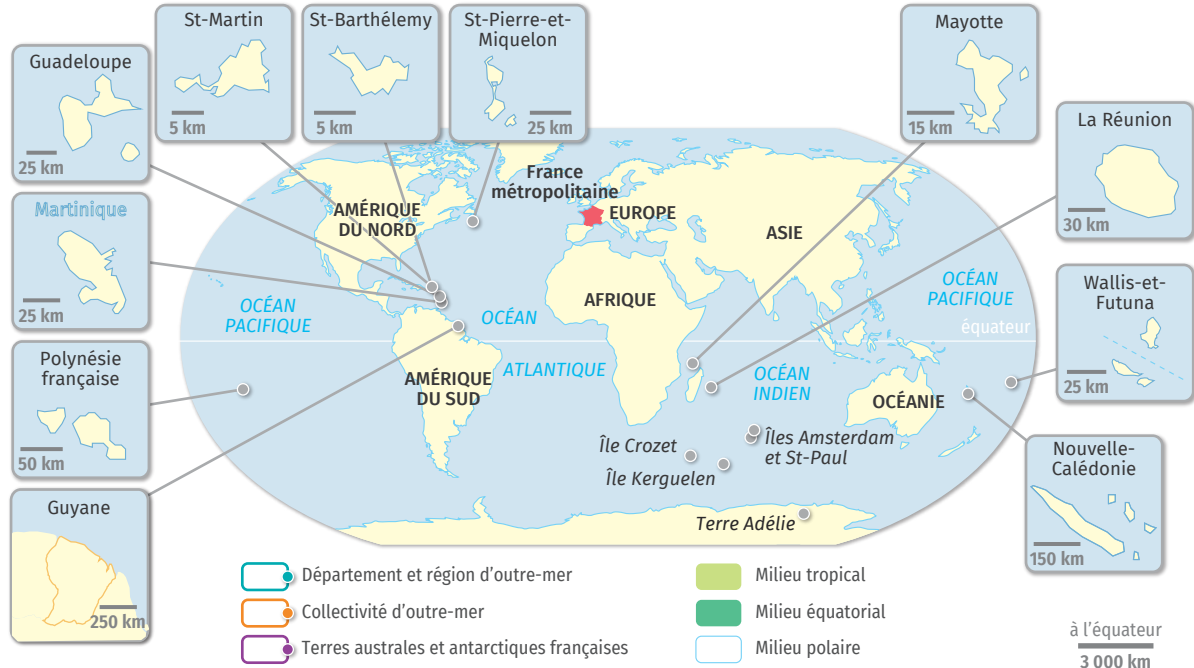 St-Martin
5 km
St-Barthélemy
5 km
St-Pierre-et-
Miquelon
25 km
Mayotte
15 km
Guadeloupe
25 km
La Réunion
30 km
Martinique
25 km
Wallis-et-
Futuna
25 km
Polynésie
française
50 km
Nouvelle-
Calédonie
150 km
Guyane
250 km
France
métropolitaine
AMÉRIQUE
DU NORD
EUROPE
ASIE
AFRIQUE
OCÉAN
PACIFIQUE
OCÉAN
ATLANTIQUE
OCÉAN
PACIFIQUE
équateur
AMÉRIQUE
DU SUD
OCÉAN
INDIEN
OCÉANIE
Île Crozet
Îles Amsterdam
et St-Paul
Île Kerguelen
Terre Adélie
Département et région d'outre-mer
Collectivité d'outre-mer
Terres australes et antarctiques françaises
Milieu tropical
Milieu équatorial
Milieu polaire
à l'équateur
3 000 km